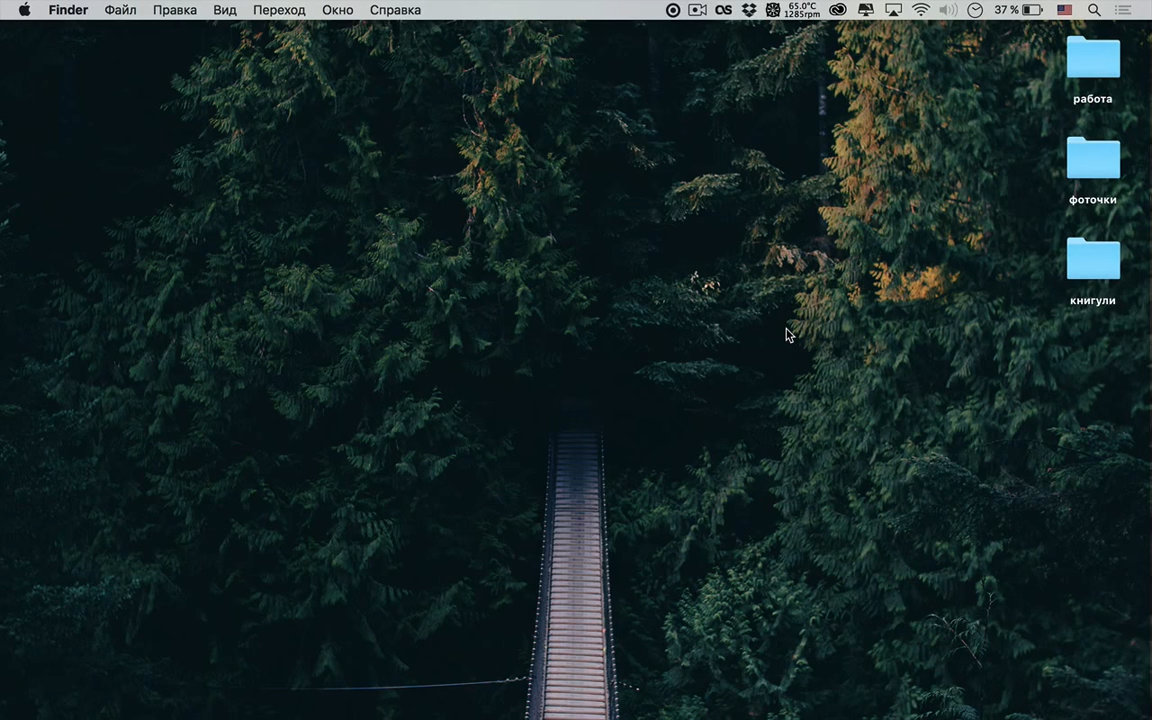 Finder Файл Правка Вид Переход Окно Справка
65.0°C
1285rpm
37 %
работа
фоточки
книгули